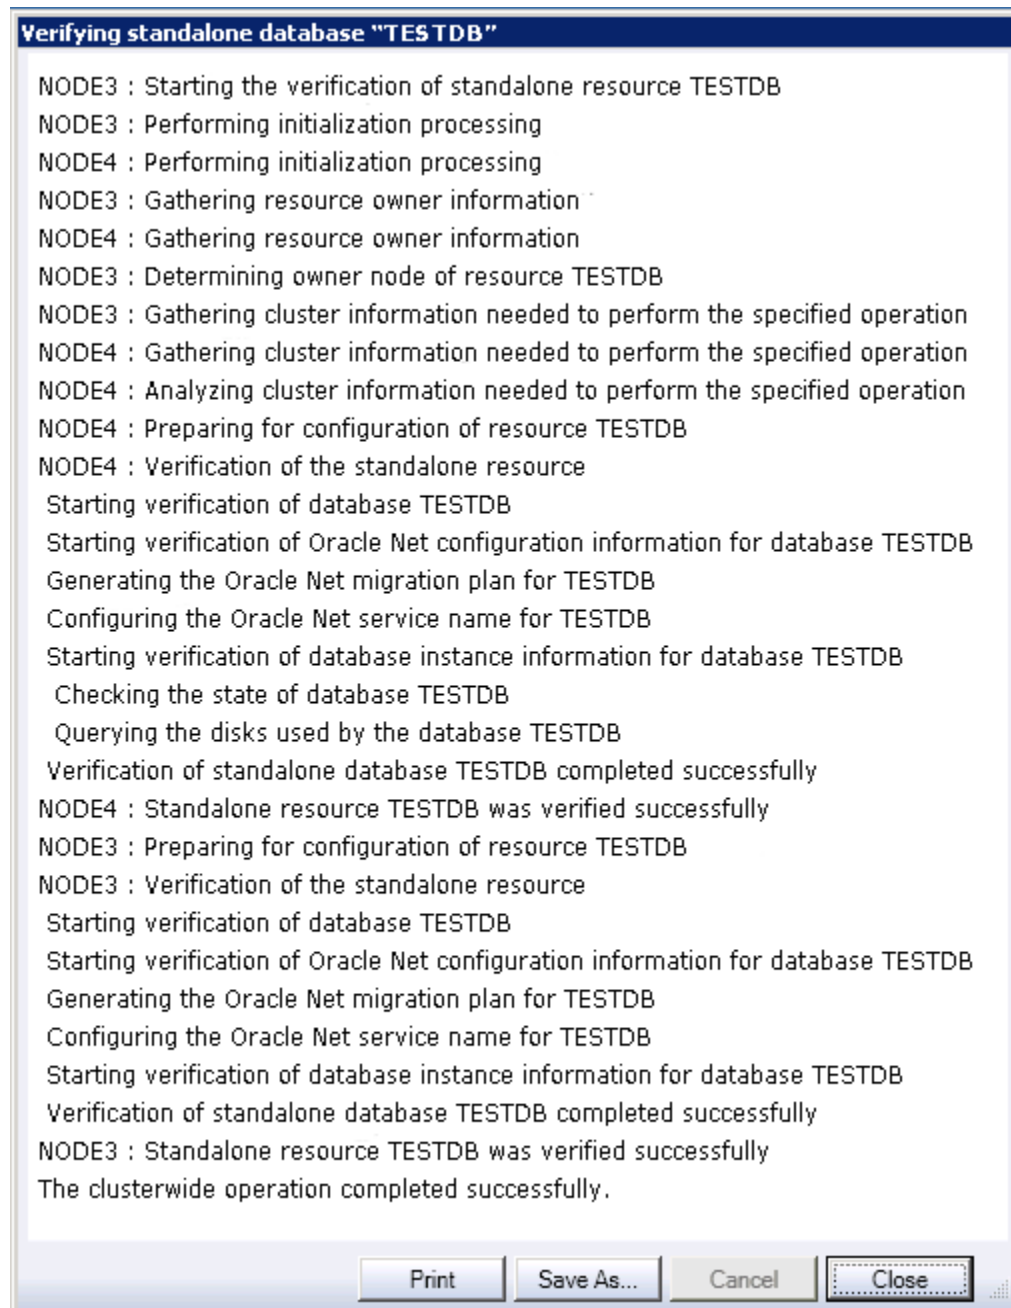 Verifying standalone database "TESTDB"
NODE3 : Starting the verification of standalone resource TESTDB
NODE3 : Performing initialization processing
NODE4 : Performing initialization processing
NODE3 : Gathering resource owner information
NODE4 : Gathering resource owner information
NODE3 : Determining owner node of resource TESTDB
NODE3 : Gathering cluster information needed to perform the specified operation
NODE4 : Gathering cluster information needed to perform the specified operation
NODE4 : Analyzing cluster information needed to perform the specified operation
NODE4 : Preparing for configuration of resource TESTDB
NODE4 : Verification of the standalone resource
Starting verification of database TESTDB
Starting verification of Oracle Net configuration information for database TESTDB
Generating the Oracle Net migration plan for TESTDB
Configuring the Oracle Net service name for TESTDB
Starting verification of database instance information for database TESTDB
Checking the state of database TESTDB
Querying the disks used by the database TESTDB
Verification of standalone database TESTDB completed successfully
NODE4 : Standalone resource TESTDB was verified successfully
NODE3 : Preparing for configuration of resource TESTDB
NODE3 : Verification of the standalone resource
Starting verification of database TESTDB
Starting verification of Oracle Net configuration information for database TESTDB
Generating the Oracle Net migration plan for TESTDB
Configuring the Oracle Net service name for TESTDB
Starting verification of database instance information for database TESTDB
Verification of standalone database TESTDB completed successfully
NODE3 : Standalone resource TESTDB was verified successfully
The clusterwide operation completed successfully.
Print Save As... Cancel Close